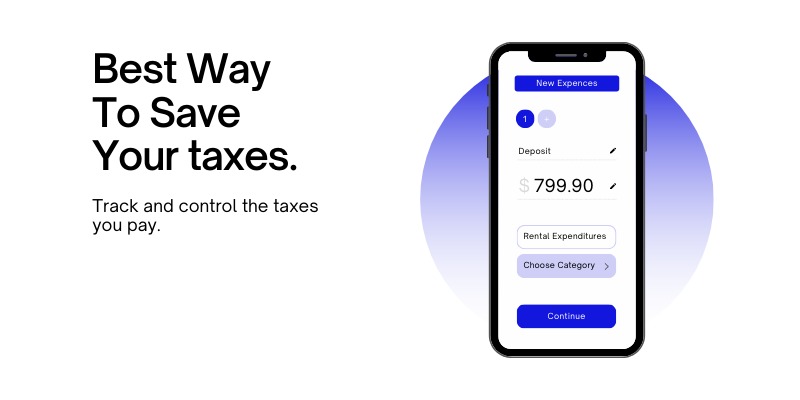 Best Way
To Save
Your taxes.
Track and control the taxes
you pay.
New Expences
1 +
Deposit
$ 799.90
Rental Expenditures
Choose Category
Continue